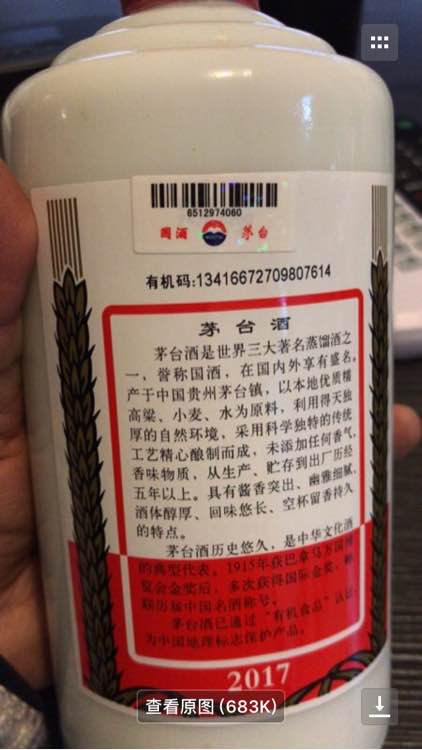 6512974060
国酒 茅台
有机码:13416672709807614
茅台酒
茅台酒是世界三大著名蒸馏酒之
一，誉称国酒，在国内外享有盛名。
产于中国贵州茅台镇，以本地优质糯
高粱、小麦、水为原料，利用得天独
厚的自然环境，采用科学独特的传统
工艺精心酿制而成，未添加任何香气、
香味物质，从生产、贮存到出厂历经
五年以上。具有酱香突出、幽雅细腻、
酒体醇厚、回味悠长、空杯留香持久
的特点。
茅台酒历史悠久，是中华文化酒
的典型代表。1915年获巴拿马万国博
览会金奖后，多次获得国际金奖，蝉
联历届中国名酒称号。
茅台酒已通过“有机食品”认证，
为中国地理标志保护产品。
2017
查看原图(683K)